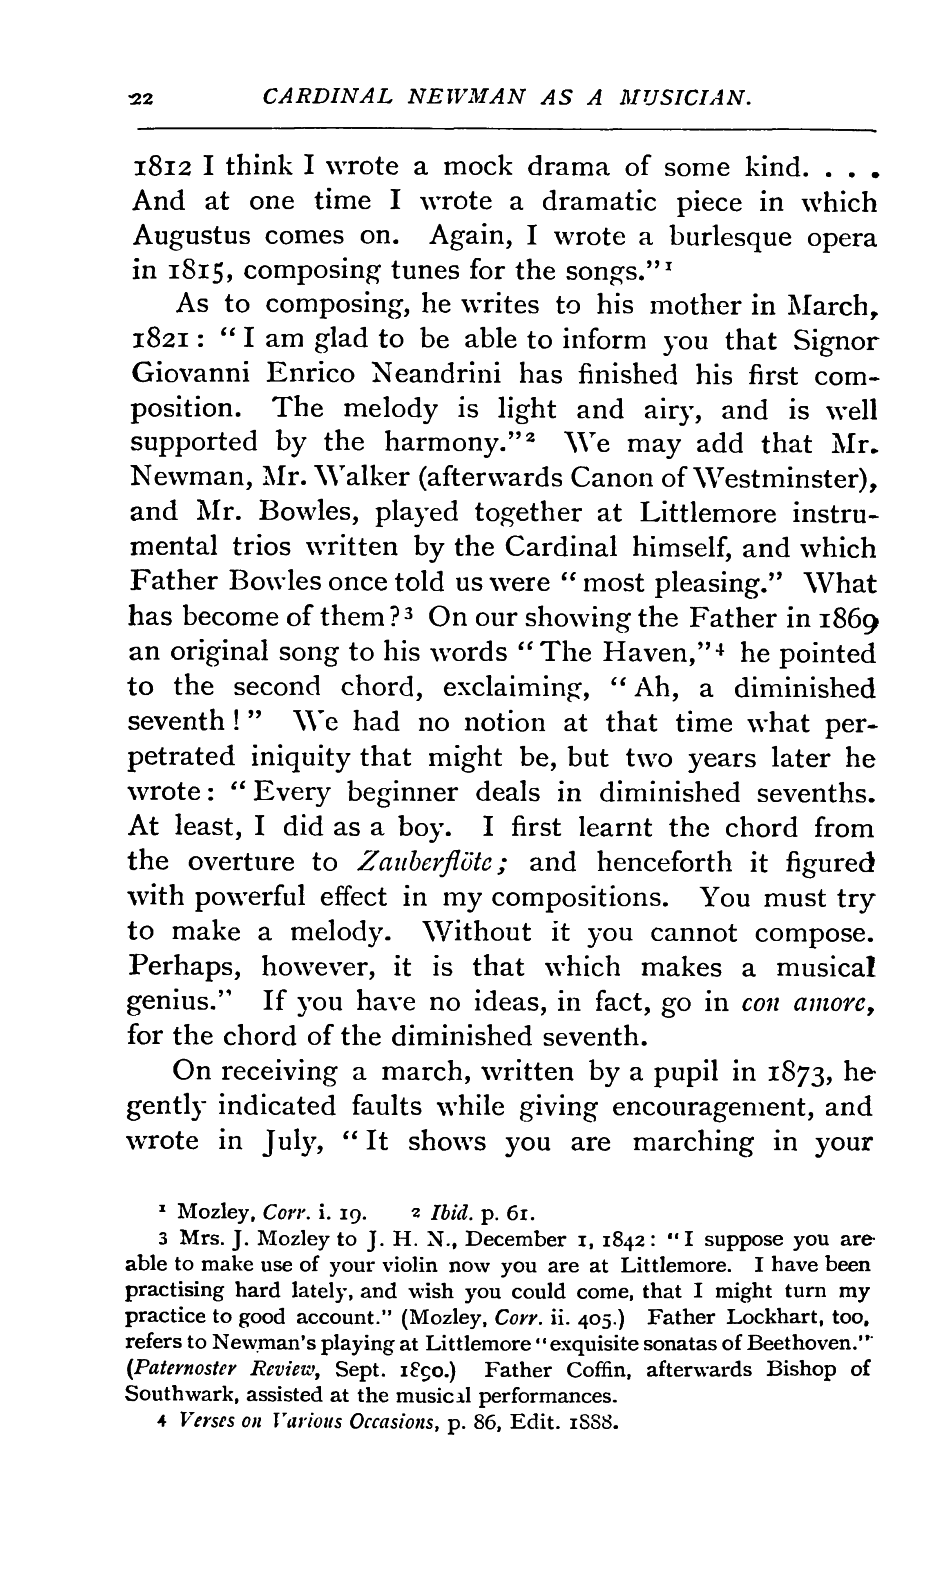 22 CARDINAL NEWMAN AS A MUSICIAN.
1812 I think I wrote a mock drama of some kind. . . .
And at one time I wrote a dramatic piece in which
Augustus comes on. Again, I wrote a burlesque opera
in 1815, composing tunes for the songs.”¹
As to composing, he writes to his mother in March,
1821 : “ I am glad to be able to inform you that Signor
Giovanni Enrico Neandrini has finished his first com-
position. The melody is light and airy, and is well
supported by the harmony.”² We may add that Mr.
Newman, Mr. Walker (afterwards Canon of Westminster),
and Mr. Bowles, played together at Littlemore instru-
mental trios written by the Cardinal himself, and which
Father Bowles once told us were “ most pleasing.” What
has become of them ?³ On our showing the Father in 1869
an original song to his words “ The Haven,”⁴ he pointed
to the second chord, exclaiming, “ Ah, a diminished
seventh ! ” We had no notion at that time what per-
petrated iniquity that might be, but two years later he
wrote : “ Every beginner deals in diminished sevenths.
At least, I did as a boy. I first learnt the chord from
the overture to Zauberflöte ; and henceforth it figured
with powerful effect in my compositions. You must try
to make a melody. Without it you cannot compose.
Perhaps, however, it is that which makes a musical
genius.” If you have no ideas, in fact, go in con amore,
for the chord of the diminished seventh.
On receiving a march, written by a pupil in 1873, he
gently indicated faults while giving encouragement, and
wrote in July, “ It shows you are marching in your
¹ Mozley, Corr. i. 19. ² Ibid. p. 61.
3 Mrs. J. Mozley to J. H. N., December 1, 1842 : “ I suppose you are
able to make use of your violin now you are at Littlemore. I have been
practising hard lately, and wish you could come, that I might turn my
practice to good account.” (Mozley, Corr. ii. 405.) Father Lockhart, too,
refers to Newman's playing at Littlemore “ exquisite sonatas of Beethoven.”
(Paternoster Review, Sept. 1890.) Father Coffin, afterwards Bishop of
Southwark, assisted at the musical performances.
4 Verses on Various Occasions, p. 86, Edit. 1888.